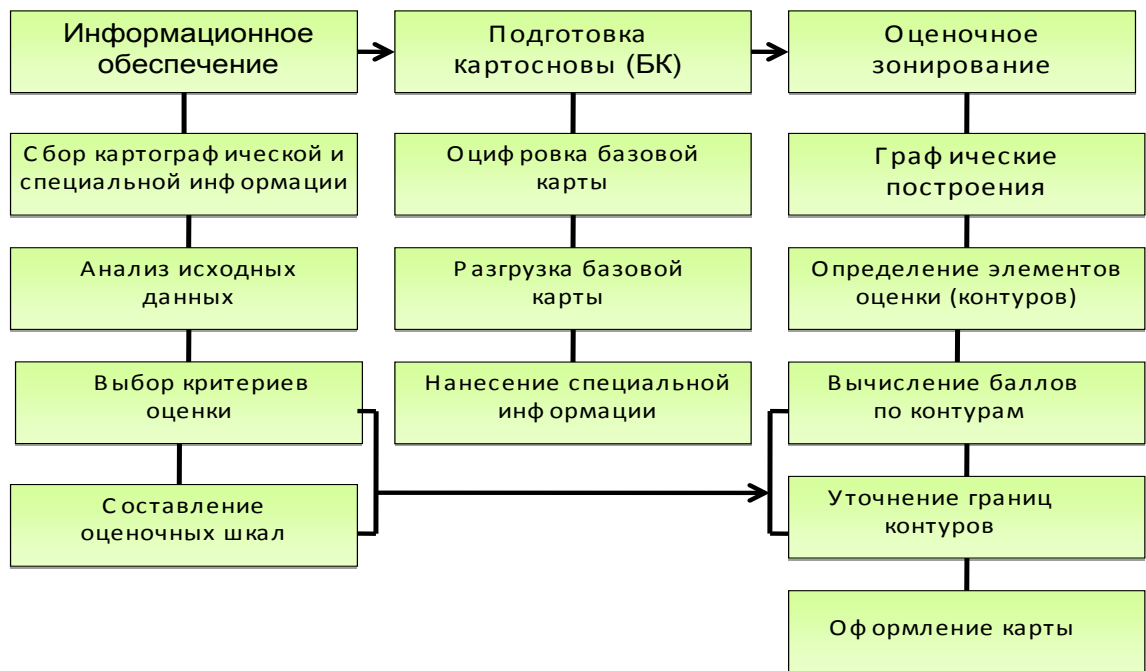 Информационное
обеспечение
Сбор картографической и
специальной информации
Анализ исходных
данных
Выбор критериев
оценки
Составление
оценочных шкал
Подготовка
картосновы (БК)
Оцифровка базовой
карты
Разгрузка базовой
карты
Нанесение специальной
информации
Оценочное
зонирование
Графические
построения
Определение элементов
оценки (контуров)
Вычисление баллов
по контурам
Уточнение границ
контуров
Оформление карты